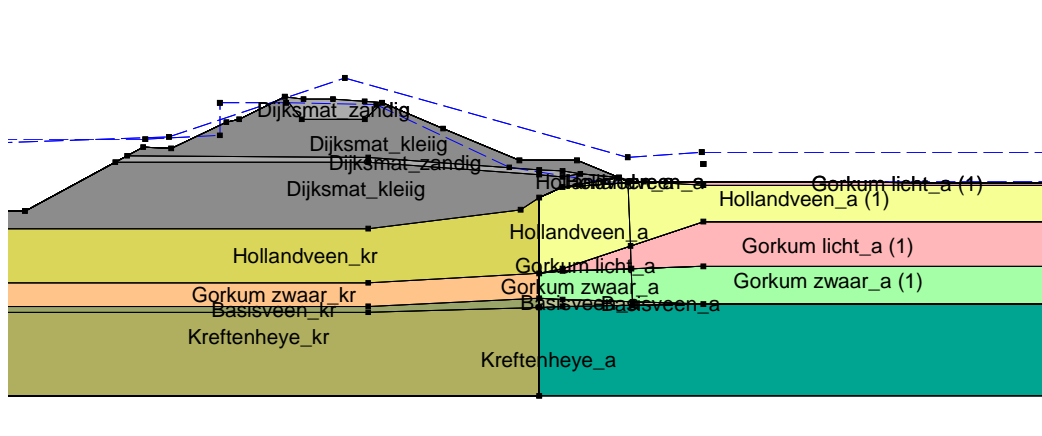 Dijksmat_zandig
Dijksmat_kleiig
Dijksmat_zandig
Dijksmat_kleiig
Gorkum licht_a (1)
Hollandveen_a (1)
Hollandveen_a
Gorkum licht_a (1)
Hollandveen_kr
Gorkum licht_a
Gorkum zwaar_a (1)
Gorkum zwaar_a
Gorkum zwaar_kr
Basisveen_a
Basisveen_kr
Kreftenheye_kr
Kreftenheye_a